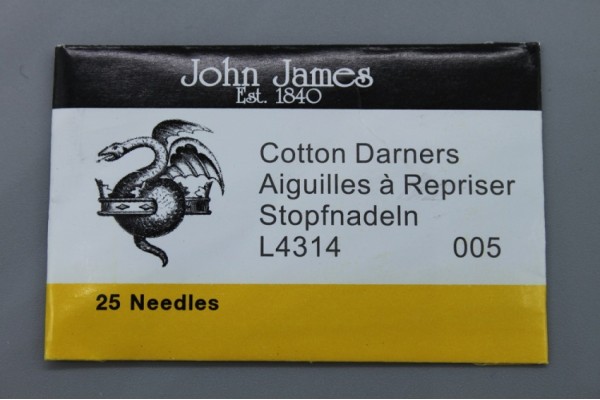 John James
Est. 1840
Cotton Darners
Aiguilles à Repriser
Stopfnadeln
L4314 005
25 Needles